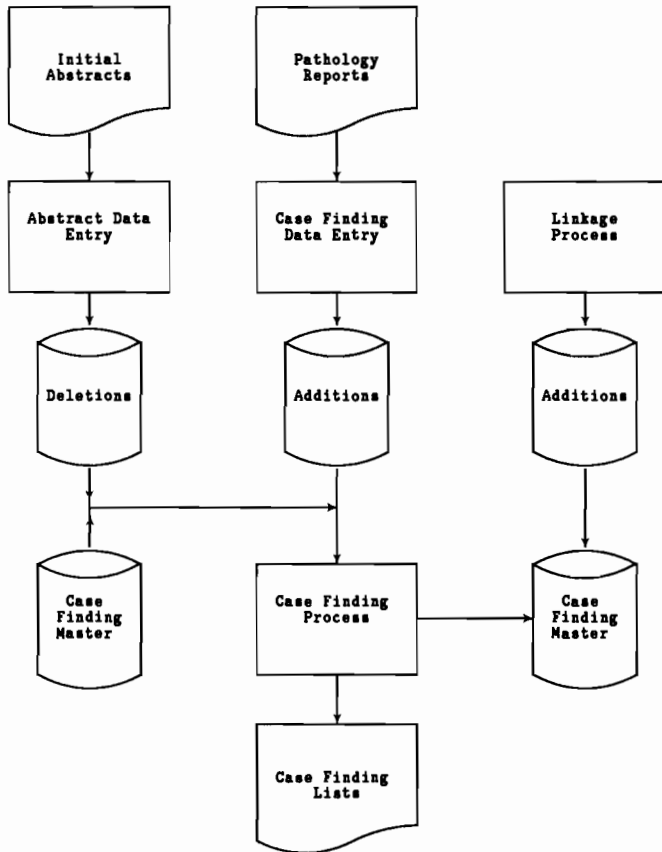 Initial
Abstracts
Pathology
Reports
Abstract Data
Entry
Case Finding
Data Entry
Linkage
Process
Deletions
Additions
Additions
Case
Finding
Master
Case Finding
Process
Case
Finding
Master
Case Finding
Lists